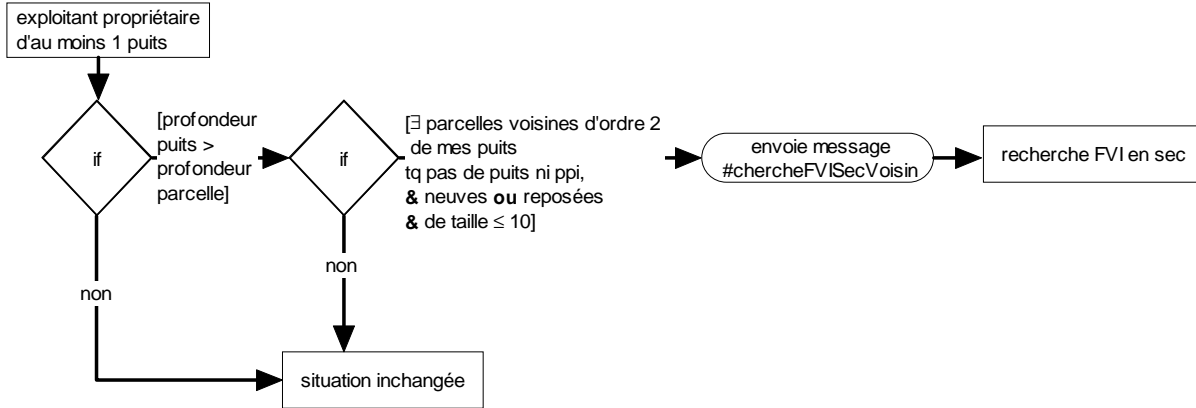 exploitant propriétaire
d'au moins 1 puits
if
[profondeur
puits >
profondeur
parcelle]
if
[∃ parcelles voisines d'ordre 2
de mes puits
tq pas de puits ni ppi,
& neuves ou reposées
& de taille ≤ 10]
envoie message
#chercheFVISecVoisin
recherche FVI en sec
non
non
situation inchangée